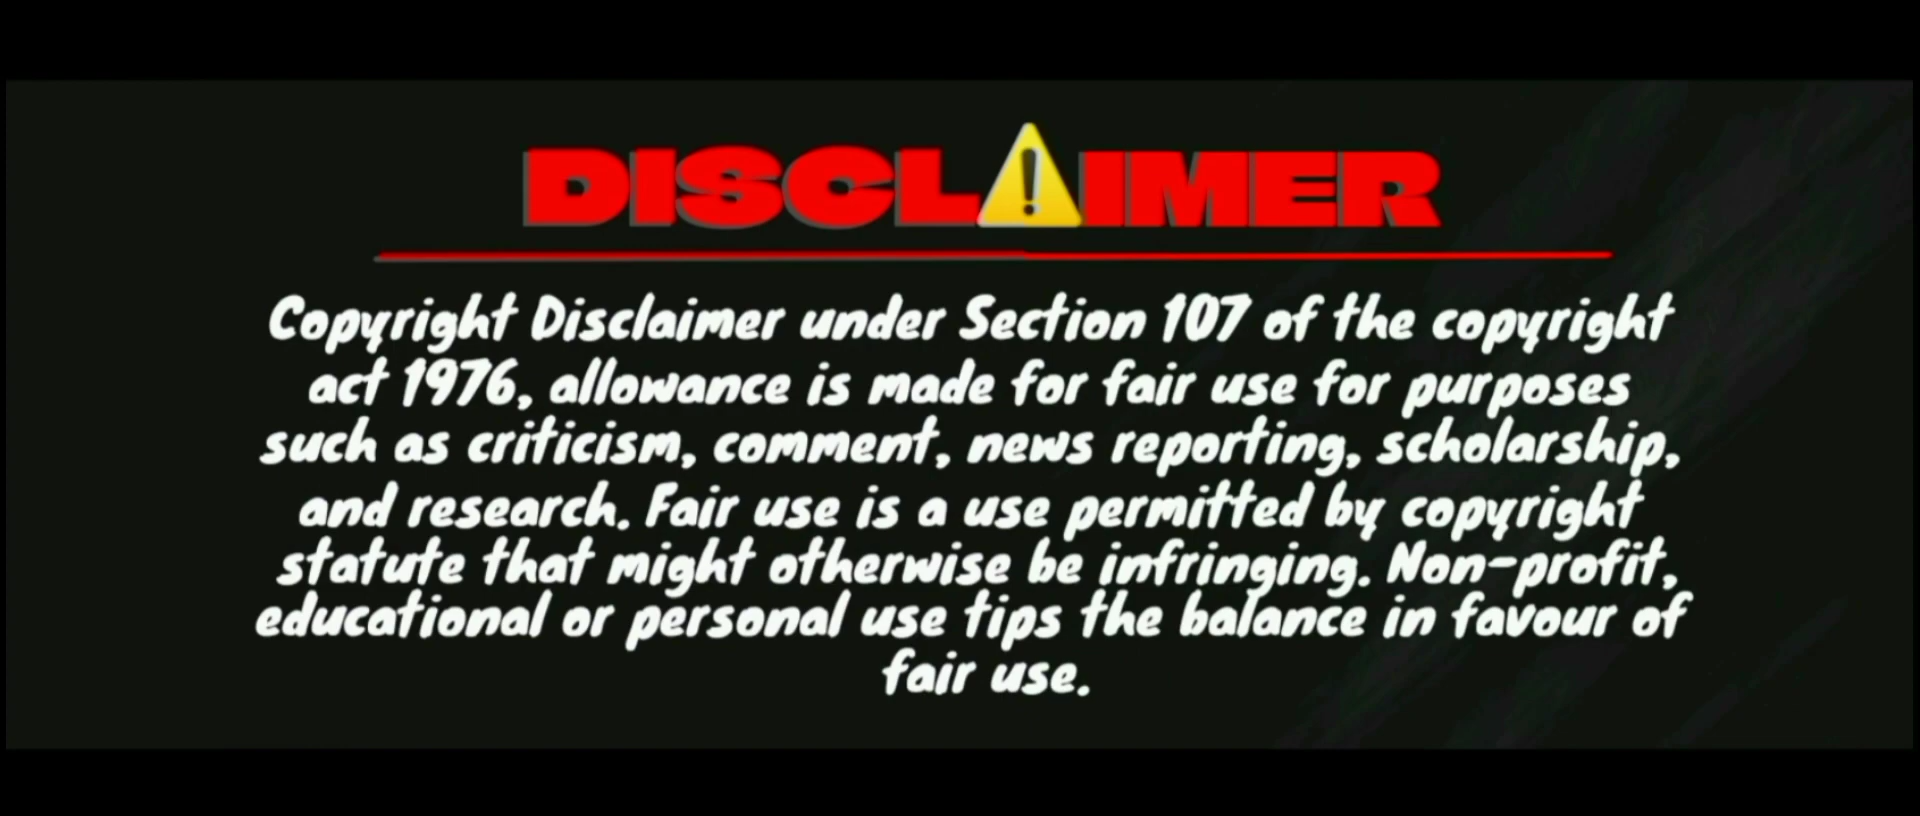 DISCL⚠IMER
Copyright Disclaimer under Section 107 of the copyright
act 1976, allowance is made for fair use for purposes
such as criticism, comment, news reporting, scholarship,
and research. Fair use is a use permitted by copyright
statute that might otherwise be infringing. Non-profit,
educational or personal use tips the balance in favour of
fair use.